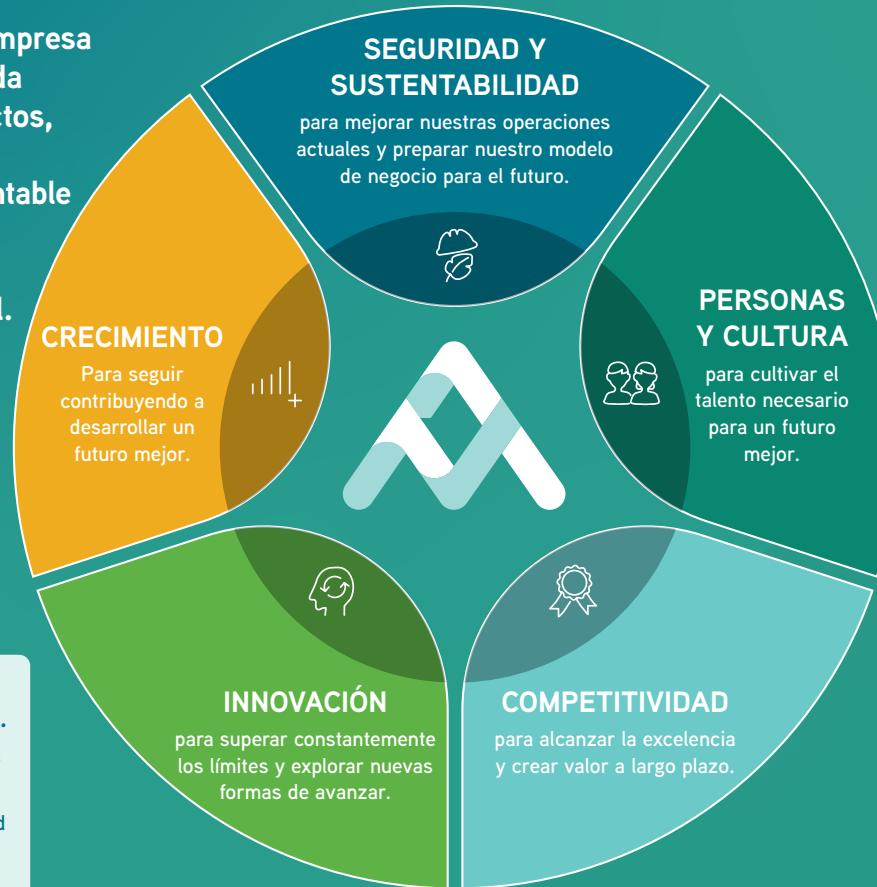 SEGURIDAD Y
SUSTENTABILIDAD
para mejorar nuestras operaciones
actuales y preparar nuestro modelo
de negocio para el futuro.
PERSONAS
Y CULTURA
para cultivar el
talento necesario
para un futuro
mejor.
COMPETITIVIDAD
para alcanzar la excelencia
y crear valor a largo plazo.
INNOVACIÓN
para superar constantemente
los límites y explorar nuevas
formas de avanzar.
CRECIMIENTO
Para seguir
contribuyendo a
desarrollar un
futuro mejor.